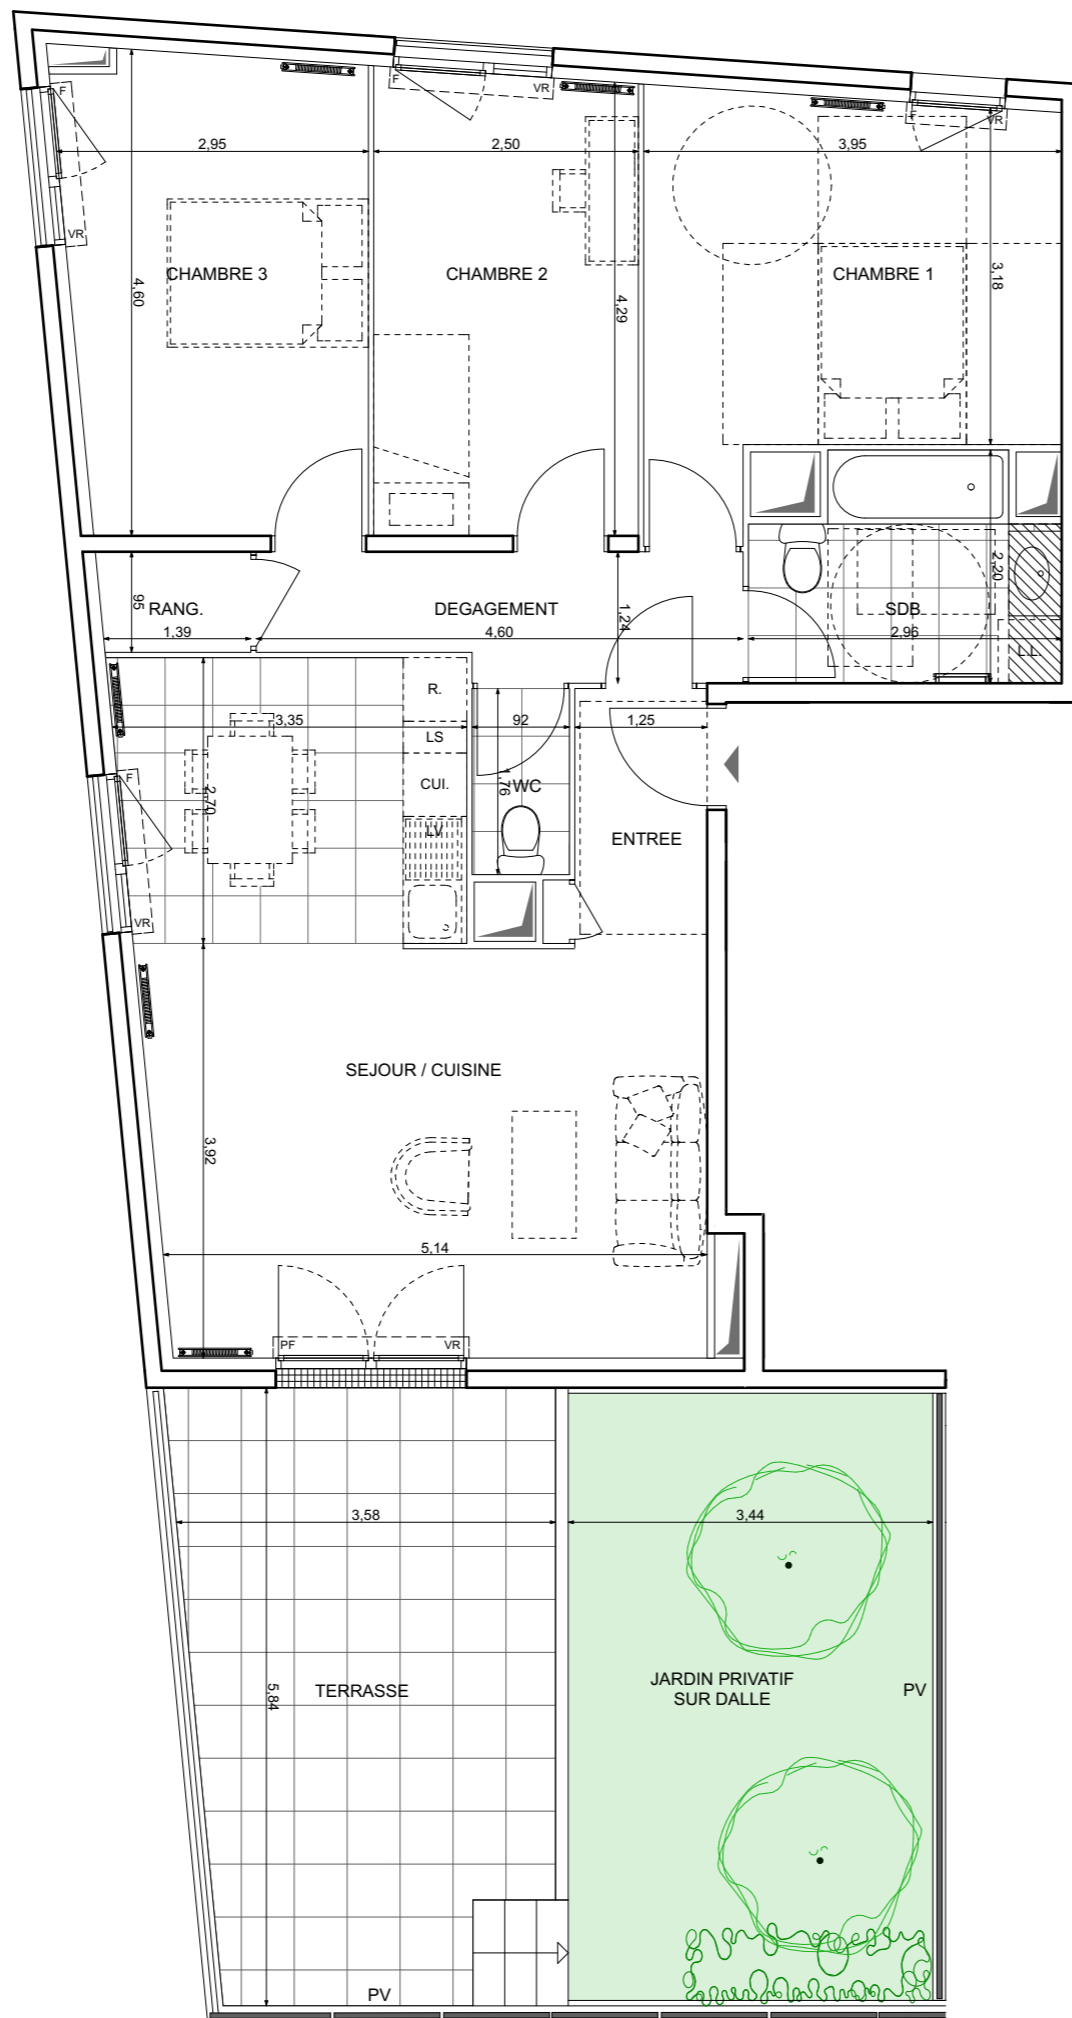 F
VR
F
VR
F
VR
2,95
2,50
3,95
CHAMBRE 3
CHAMBRE 2
CHAMBRE 1
4,60
4,29
3,18
95
RANG.
1,39
DEGAGEMENT
4,60
1,24
SDB
2,96
2,20
LL
3,35
R.
LS
CUI.
LV
92
1,76
WC
1,25
ENTREE
2,70
F
VR
SEJOUR / CUISINE
3,92
5,14
PF
VR
3,58
3,44
TERRASSE
5,84
JARDIN PRIVATIF
SUR DALLE
PV
PV